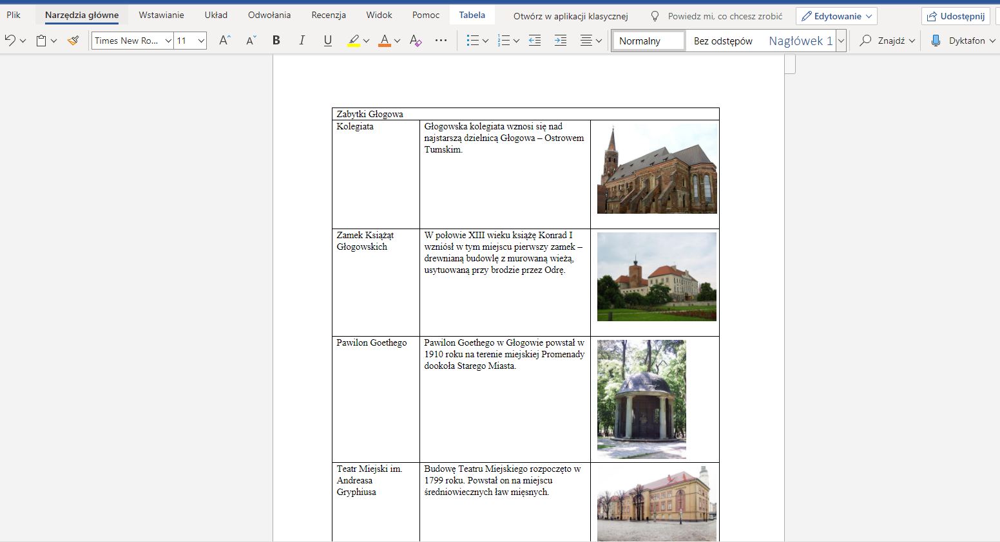 Plik Narzędzia główne Wstawianie Układ Odwołania Recenzja Widok Pomoc Tabela Otwórz w aplikacji klasycznej Powiedz mi, co chcesz zrobić Edytowanie Udostępnij
Times New Ro... 11 A A B I U A A ... Normalny Bez odstępów Nagłówek 1 Znajdź Dyktafon
Zabytki Głogowa
Kolegiata
Głogowska kolegiata wznosi się nad
najstarszą dzielnicą Głogowa – Ostrowem
Tumskim.
Zamek Książąt
Głogowskich
W połowie XIII wieku książę Konrad I
wzniósł w tym miejscu pierwszy zamek –
drewnianą budowlę z murowaną wieżą,
usytuowaną przy brodzie przez Odrę.
Pawilon Goethego
Pawilon Goethego w Głogowie powstał w
1910 roku na terenie miejskiej Promenady
dookoła Starego Miasta.
Teatr Miejski im.
Andreasa
Gryphiusa
Budowę Teatru Miejskiego rozpoczęto w
1799 roku. Powstał on na miejscu
średniowiecznych ław mięsnych.